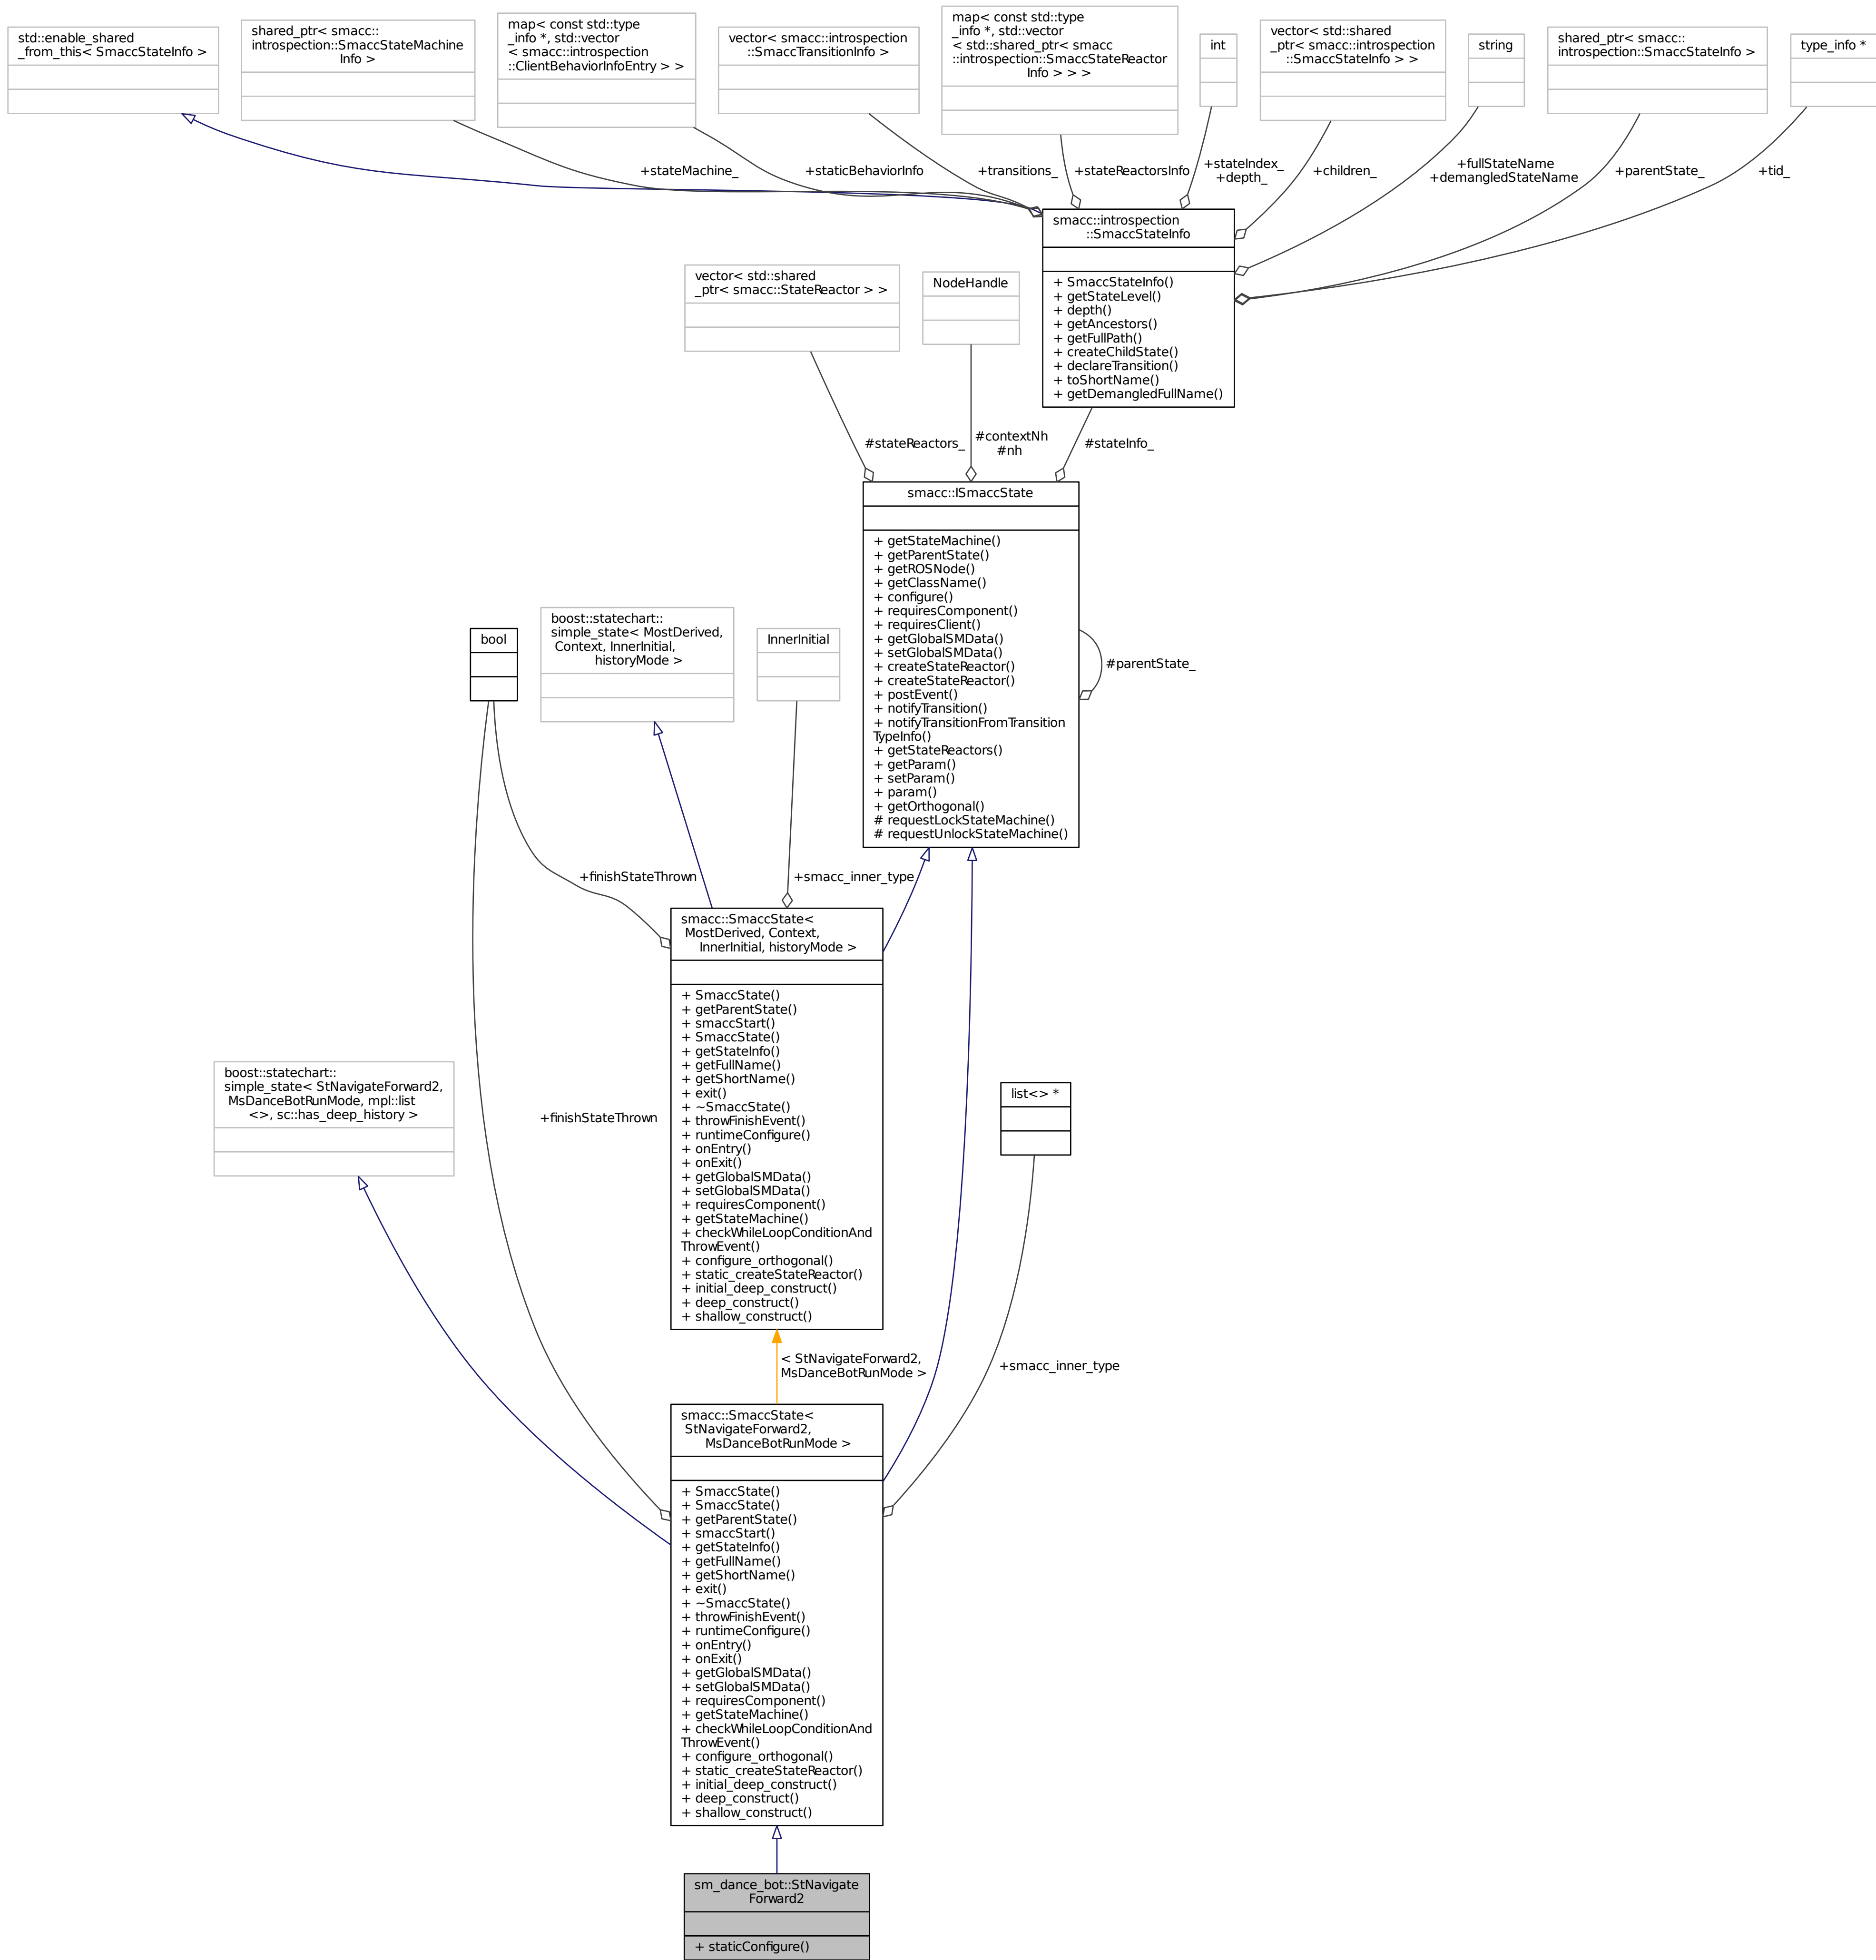 std::enable_shared
_from_this< SmaccStateInfo >
shared_ptr< smacc::
introspection::SmaccStateMachine
Info >
map< const std::type
_info *, std::vector
< smacc::introspection
::ClientBehaviorInfoEntry > >
vector< smacc::introspection
::SmaccTransitionInfo >
map< const std::type
_info *, std::vector
< std::shared_ptr< smacc
::introspection::SmaccStateReactor
Info > > >
int
vector< std::shared
_ptr< smacc::introspection
::SmaccStateInfo > >
string
shared_ptr< smacc::
introspection::SmaccStateInfo >
type_info *
+stateMachine_
+staticBehaviorInfo
+transitions_
+stateReactorsInfo
+stateIndex_
+depth_
+children_
+fullStateName
+demangledStateName
+parentState_
+tid_
smacc::introspection
::SmaccStateInfo
+ SmaccStateInfo()
+ getStateLevel()
+ depth()
+ getAncestors()
+ getFullPath()
+ createChildState()
+ declareTransition()
+ toShortName()
+ getDemangledFullName()
vector< std::shared
_ptr< smacc::StateReactor > >
NodeHandle
#stateReactors_
#contextNh
#nh
#stateInfo_
smacc::ISmaccState
+ getStateMachine()
+ getParentState()
+ getROSNode()
+ getClassName()
+ configure()
+ requiresComponent()
+ requiresClient()
+ getGlobalSMData()
+ setGlobalSMData()
+ createStateReactor()
+ createStateReactor()
+ postEvent()
+ notifyTransition()
+ notifyTransitionFromTransition
TypeInfo()
+ getStateReactors()
+ getParam()
+ setParam()
+ param()
+ getOrthogonal()
# requestLockStateMachine()
# requestUnlockStateMachine()
#parentState_
bool
boost::statechart::
simple_state< MostDerived,
Context, InnerInitial,
historyMode >
InnerInitial
+finishStateThrown
+smacc_inner_type
smacc::SmaccState<
MostDerived, Context,
InnerInitial, historyMode >
+ SmaccState()
+ getParentState()
+ smaccStart()
+ SmaccState()
+ getStateInfo()
+ getFullName()
+ getShortName()
+ exit()
+ ~SmaccState()
+ throwFinishEvent()
+ runtimeConfigure()
+ onEntry()
+ onExit()
+ getGlobalSMData()
+ setGlobalSMData()
+ requiresComponent()
+ getStateMachine()
+ checkWhileLoopConditionAnd
ThrowEvent()
+ configure_orthogonal()
+ static_createStateReactor()
+ initial_deep_construct()
+ deep_construct()
+ shallow_construct()
boost::statechart::
simple_state< StNavigateForward2,
MsDanceBotRunMode, mpl::list
<>, sc::has_deep_history >
+finishStateThrown
list<> *
< StNavigateForward2,
MsDanceBotRunMode >
+smacc_inner_type
smacc::SmaccState<
StNavigateForward2,
MsDanceBotRunMode >
+ SmaccState()
+ SmaccState()
+ getParentState()
+ smaccStart()
+ getStateInfo()
+ getFullName()
+ getShortName()
+ exit()
+ ~SmaccState()
+ throwFinishEvent()
+ runtimeConfigure()
+ onEntry()
+ onExit()
+ getGlobalSMData()
+ setGlobalSMData()
+ requiresComponent()
+ getStateMachine()
+ checkWhileLoopConditionAnd
ThrowEvent()
+ configure_orthogonal()
+ static_createStateReactor()
+ initial_deep_construct()
+ deep_construct()
+ shallow_construct()
sm_dance_bot::StNavigate
Forward2
+ staticConfigure()